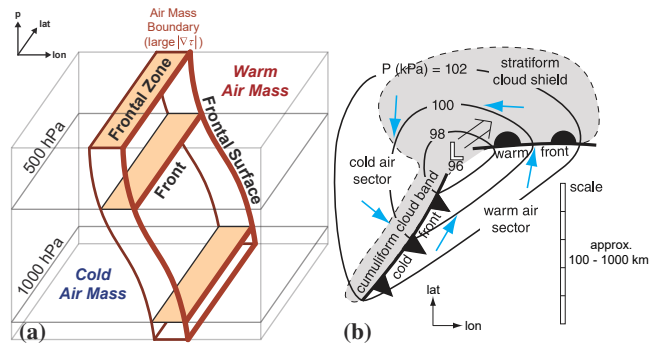 p
lat
lon
Air Mass
Boundary
(large |∇τ|)
Warm
Air Mass
Frontal Zone
Frontal Surface
Front
500 hPa
1000 hPa
Cold
Air Mass
(a)
(b)
P (kPa) = 102
stratiform
cloud shield
100
98
L
96
warm front
cold air
sector
warm air
sector
cumuliform cloud band
cold front
scale
approx.
100 - 1000 km
lat
lon